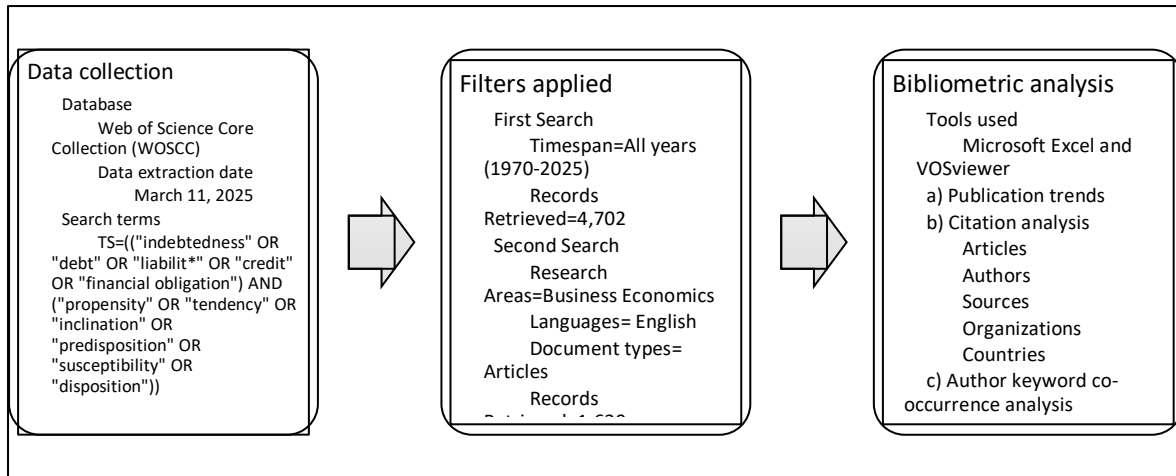 Data collection
Database
Web of Science Core
Collection (WOSCC)
Data extraction date
March 11, 2025
Search terms
TS=(("indebtedness" OR
"debt" OR "liabilit*" OR "credit"
OR "financial obligation") AND
("propensity" OR "tendency" OR
"inclination" OR
"predisposition" OR
"susceptibility" OR
"disposition"))
Filters applied
First Search
Timespan=All years
(1970-2025)
Records
Retrieved=4,702
Second Search
Research
Areas=Business Economics
Languages= English
Document types=
Articles
Records
Bibliometric analysis
Tools used
Microsoft Excel and
VOSviewer
a) Publication trends
b) Citation analysis
Articles
Authors
Sources
Organizations
Countries
c) Author keyword co-
occurrence analysis